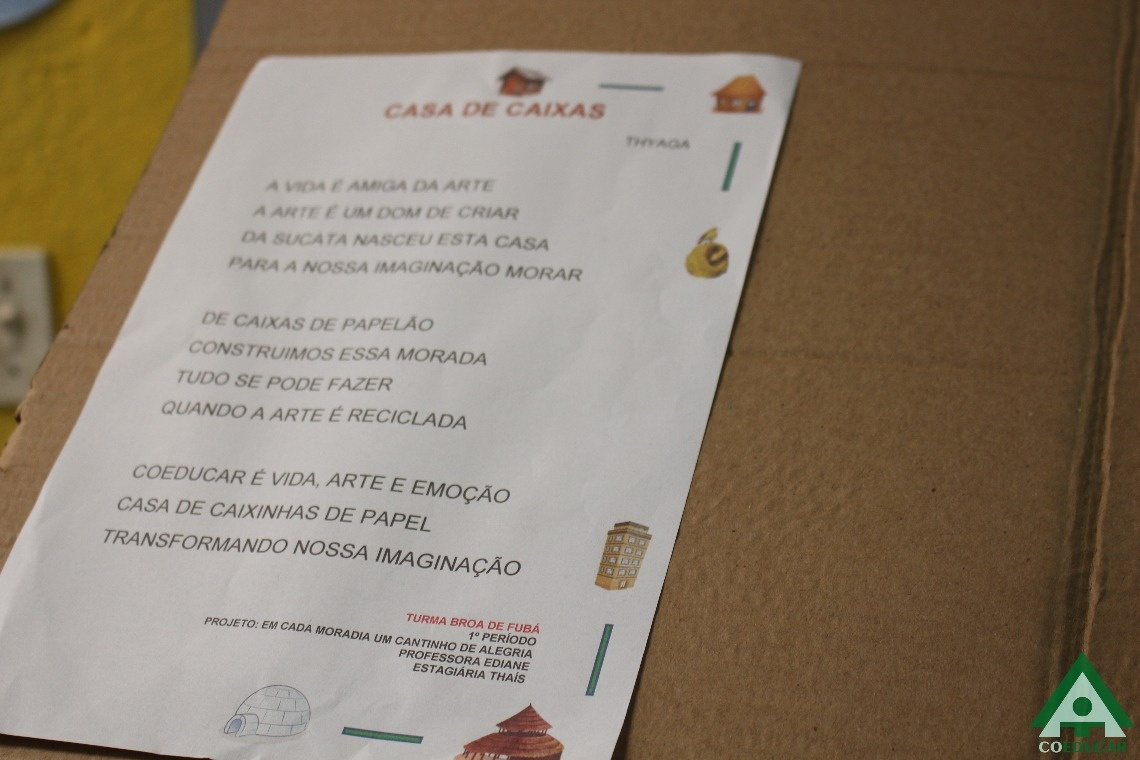 CASA DE CAIXAS
THYAGA
A VIDA É AMIGA DA ARTE
A ARTE É UM DOM DE CRIAR
DA SUCATA NASCEU ESTA CASA
PARA A NOSSA IMAGINAÇÃO MORAR
DE CAIXAS DE PAPELÃO
CONSTRUIMOS ESSA MORADA
TUDO SE PODE FAZER
QUANDO A ARTE É RECICLADA
COEDUCAR É VIDA, ARTE E EMOÇÃO
CASA DE CAIXINHAS DE PAPEL
TRANSFORMANDO NOSSA IMAGINAÇÃO
TURMA BROA DE FUBÁ
1º PERÍODO
PROJETO: EM CADA MORADIA UM CANTINHO DE ALEGRIA
PROFESSORA EDIANE
ESTAGIÁRIA THAÍS
COEDUCAR